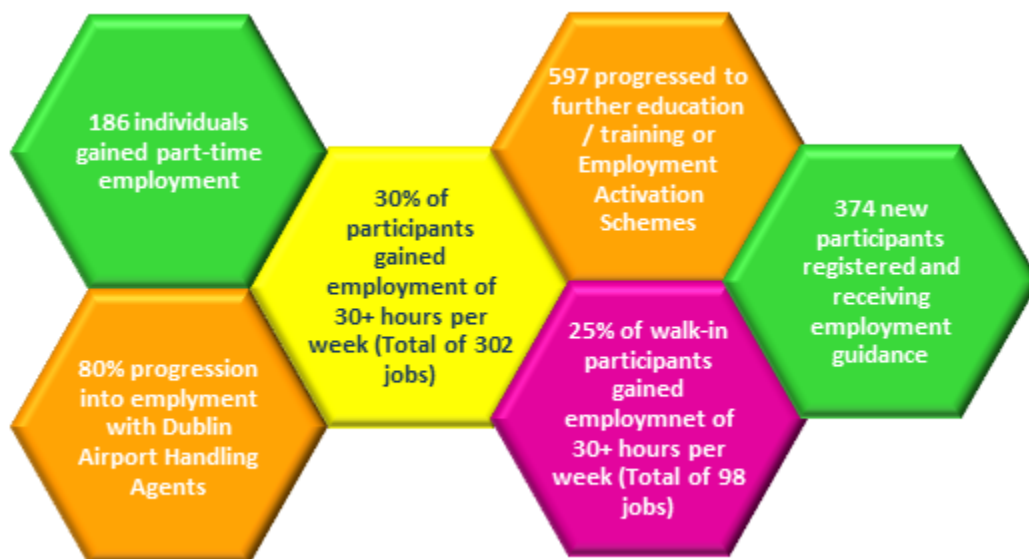 186 individuals
gained part-time
employment
80% progression
into emplyment
with Dublin
Airport Handling
Agents
30% of
participants
gained
employment of
30+ hours per
week (Total of 302
jobs)
597 progressed to
further education
/ training or
Employment
Activation
Schemes
25% of walk-in
participants
gained
employmnet of
30+ hours per
week (Total of 98
jobs)
374 new
participants
registered and
receiving
employment
guidance